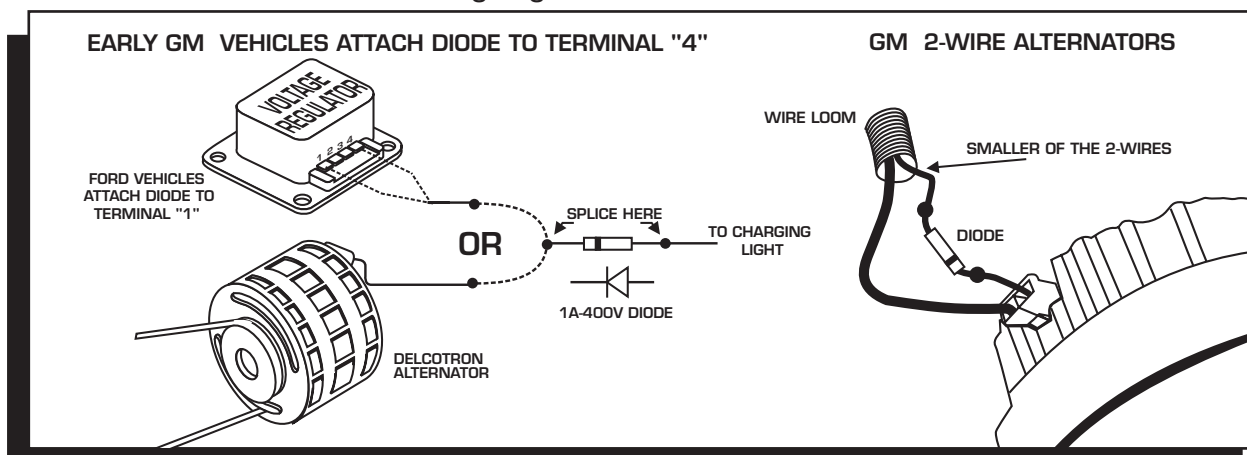 EARLY GM VEHICLES ATTACH DIODE TO TERMINAL "4"
VOLTAGE
REGULATOR
1 2 3 4
FORD VEHICLES
ATTACH DIODE TO
TERMINAL "1"
OR
SPLICE HERE
TO CHARGING
LIGHT
1A-400V DIODE
DELCOTRON
ALTERNATOR
GM 2-WIRE ALTERNATORS
WIRE LOOM
SMALLER OF THE 2-WIRES
DIODE